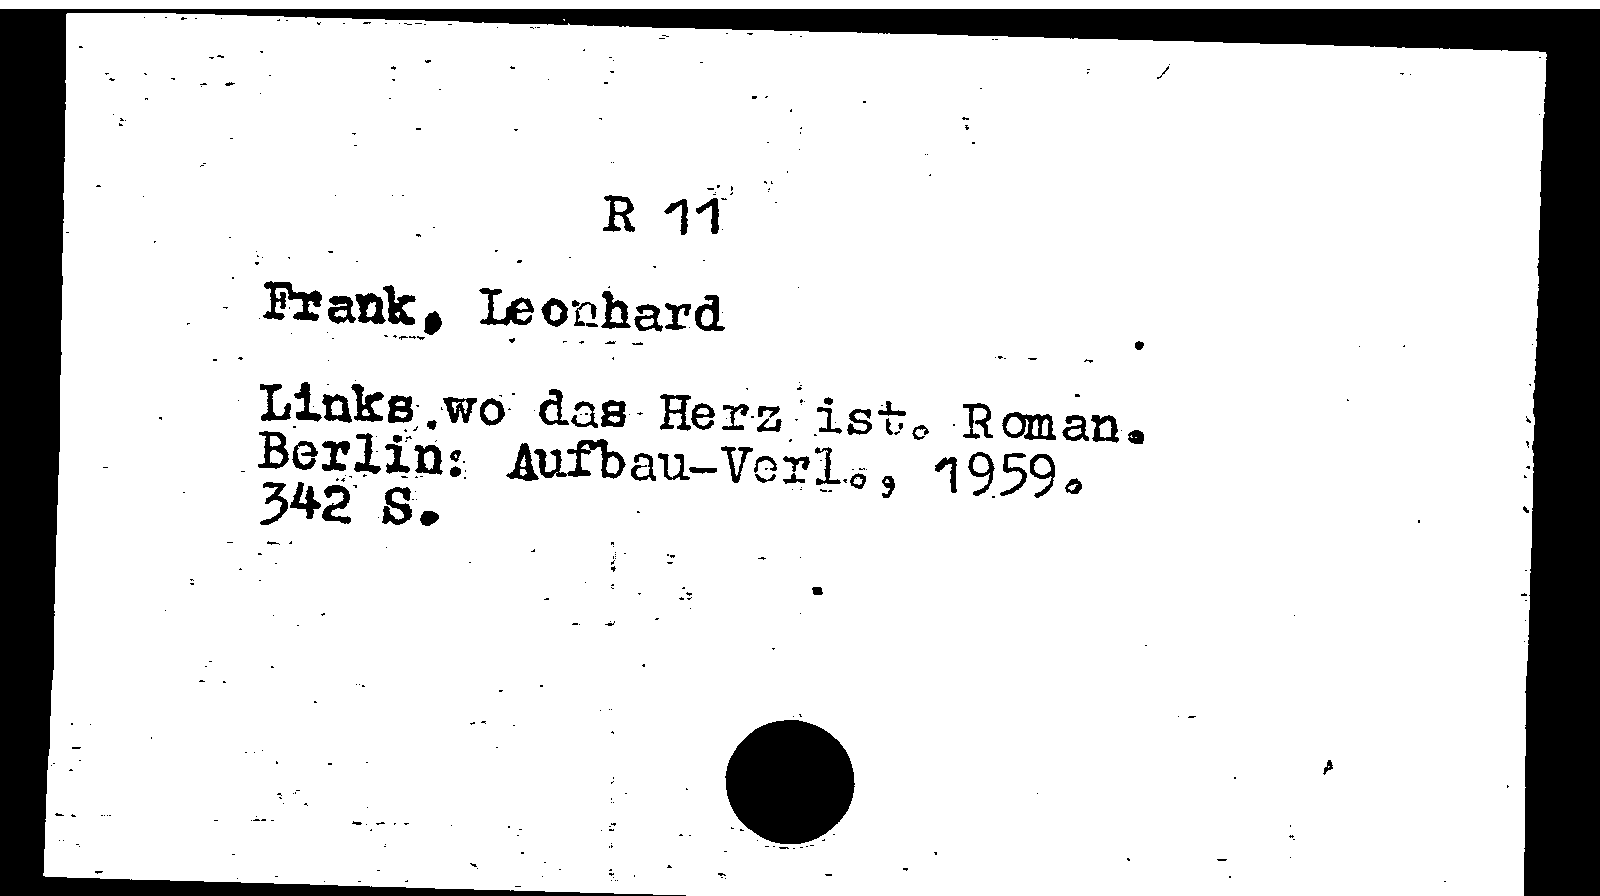 R 11
Frank, Leonhard
Links.wo das Herz ist. Roman.
Berlin: Aufbau-Verl., 1959.
342 S.